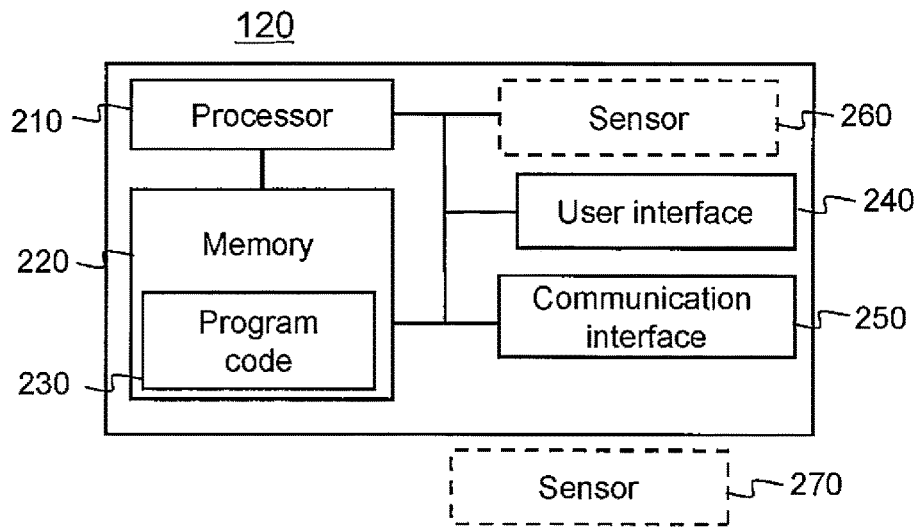 120
210
Processor
Sensor
260
User interface
240
220
Memory
Communication
interface
250
Program
code
230
Sensor
270